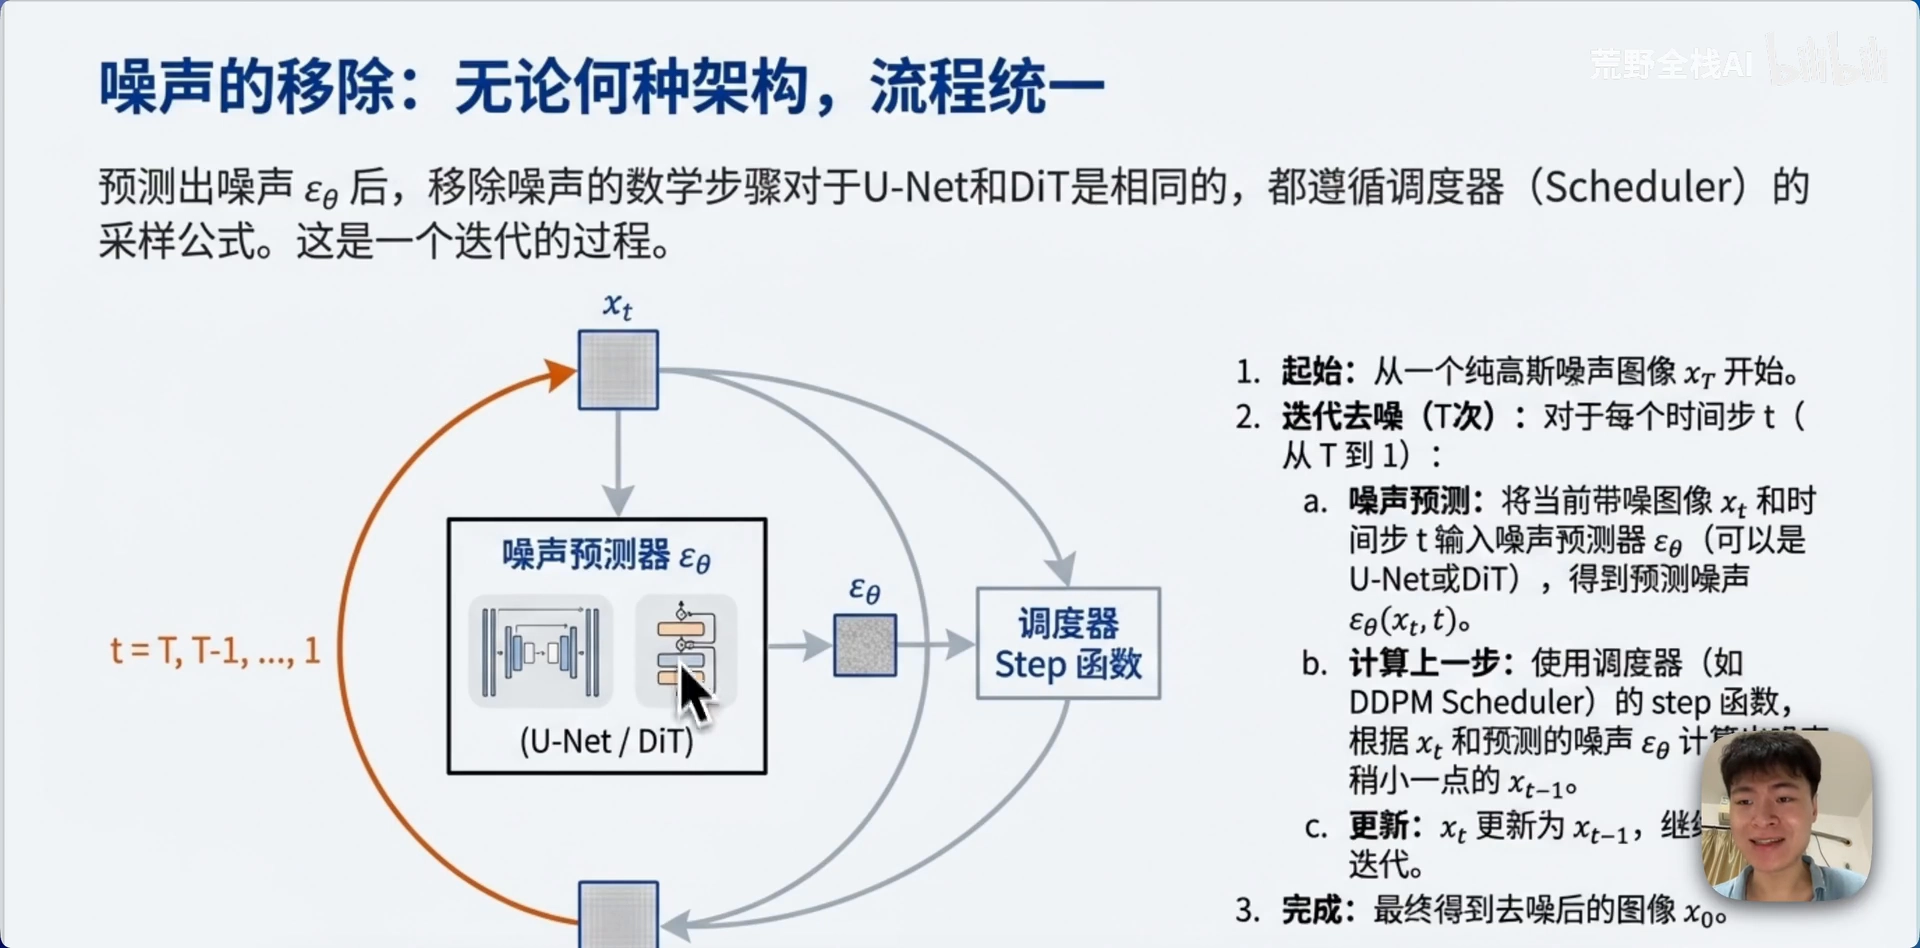 噪声的移除：无论何种架构，流程统一
荒野全栈AI bilibili
预测出噪声 εθ 后，移除噪声的数学步骤对于U-Net和DiT是相同的，都遵循调度器（Scheduler）的
采样公式。这是一个迭代的过程。
xt
噪声预测器 εθ
(U-Net / DiT)
εθ
调度器
Step 函数
t = T, T-1, ..., 1
1. 起始：从一个纯高斯噪声图像 xT 开始。
2. 迭代去噪（T次）：对于每个时间步 t（
从 T 到 1）：
a. 噪声预测：将当前带噪图像 xt 和时
间步 t 输入噪声预测器 εθ（可以是
U-Net或DiT），得到预测噪声
εθ(xt, t)。
b. 计算上一步：使用调度器（如
DDPM Scheduler）的 step 函数，
根据 xt 和预测的噪声 εθ 计
稍小一点的 xt−1。
c. 更新：xt 更新为 xt−1，继
迭代。
3. 完成：最终得到去噪后的图像 x0。